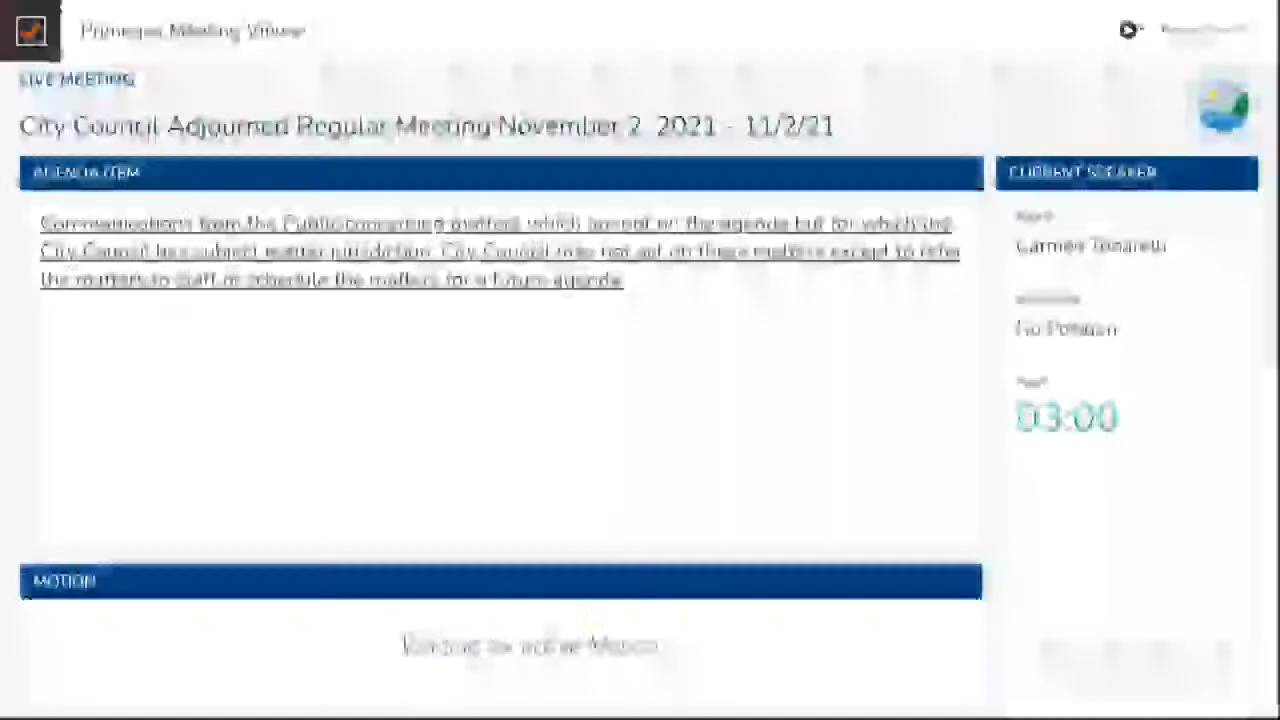 Primegov Meeting Viewer
LIVE MEETING
City Council Adjourned Regular Meeting November 2, 2021 - 11/2/21
AGENDA ITEM
CURRENT SPEAKER
Communications from the Public concerning matters which are not on the agenda but for which the
City Council has subject matter jurisdiction. City Council may not act on these matters except to refer
the matters to staff or schedule the matters for a future agenda.
Carmen
No Position
03:00
MOTION
Waiting for active Motion